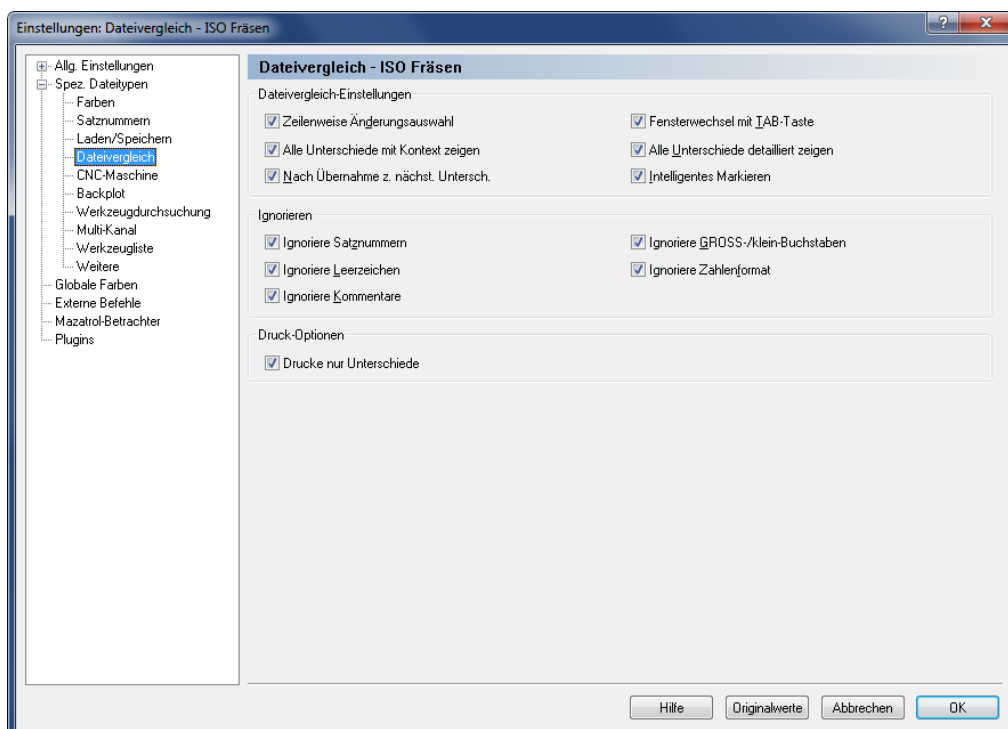 Einstellungen: Dateivergleich - ISO Fräsen
Allg. Einstellungen
Spez. Dateitypen
Farben
Satznummern
Laden/Speichern
Dateivergleich
CNC-Maschine
Backplot
Werkzeugdurchsuchung
Multi-Kanal
Werkzeugliste
Weitere
Globale Farben
Externe Befehle
Mazatrol-Betrachter
Plugins
Dateivergleich - ISO Fräsen
Dateivergleich-Einstellungen
Zeilenweise Änderungsauswahl
Fensterwechsel mit TAB-Taste
Alle Unterschiede mit Kontext zeigen
Alle Unterschiede detailliert zeigen
Nach Übernahme z. nächst. Untersch.
Intelligentes Markieren
Ignorieren
Ignoriere Satznummern
Ignoriere GROSS-/klein-Buchstaben
Ignoriere Leerzeichen
Ignoriere Zahlenformat
Ignoriere Kommentare
Druck-Optionen
Drucke nur Unterschiede
Hilfe
Originalwerte
Abbrechen
OK